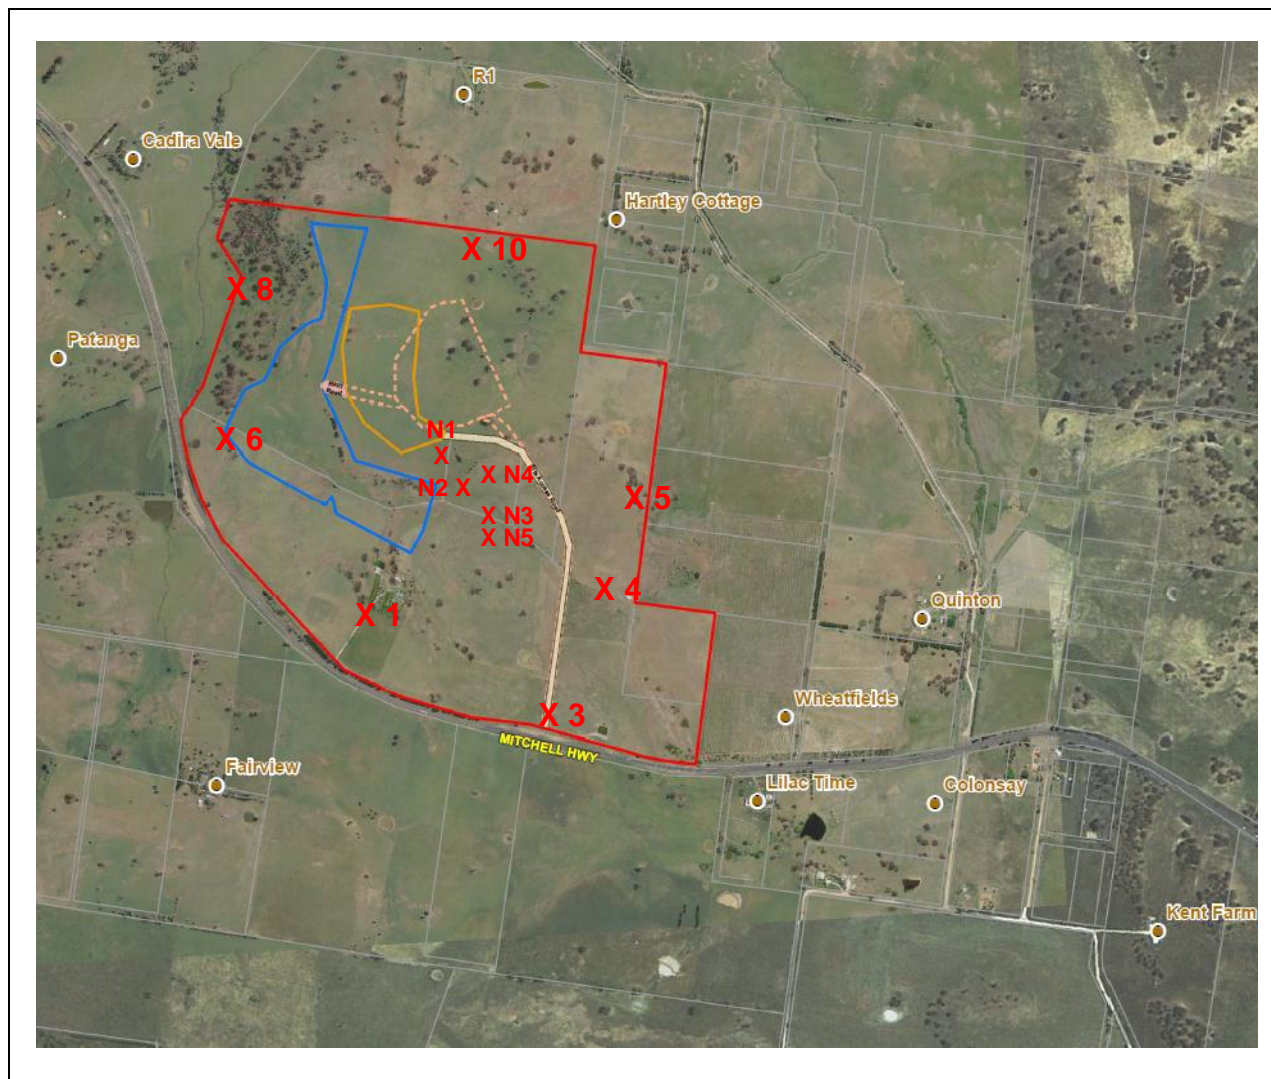 R1
Cadira Vale
Hartley Cottage
X 10
X 8
Patanga
N1
X
X 6
X N4
N2 X
X 5
X N3
X N5
X 4
Quinton
X 1
Wheatfields
X 3
MITCHELL HWY
Fairview
Lilac Time
Colonsay
Kent Farm